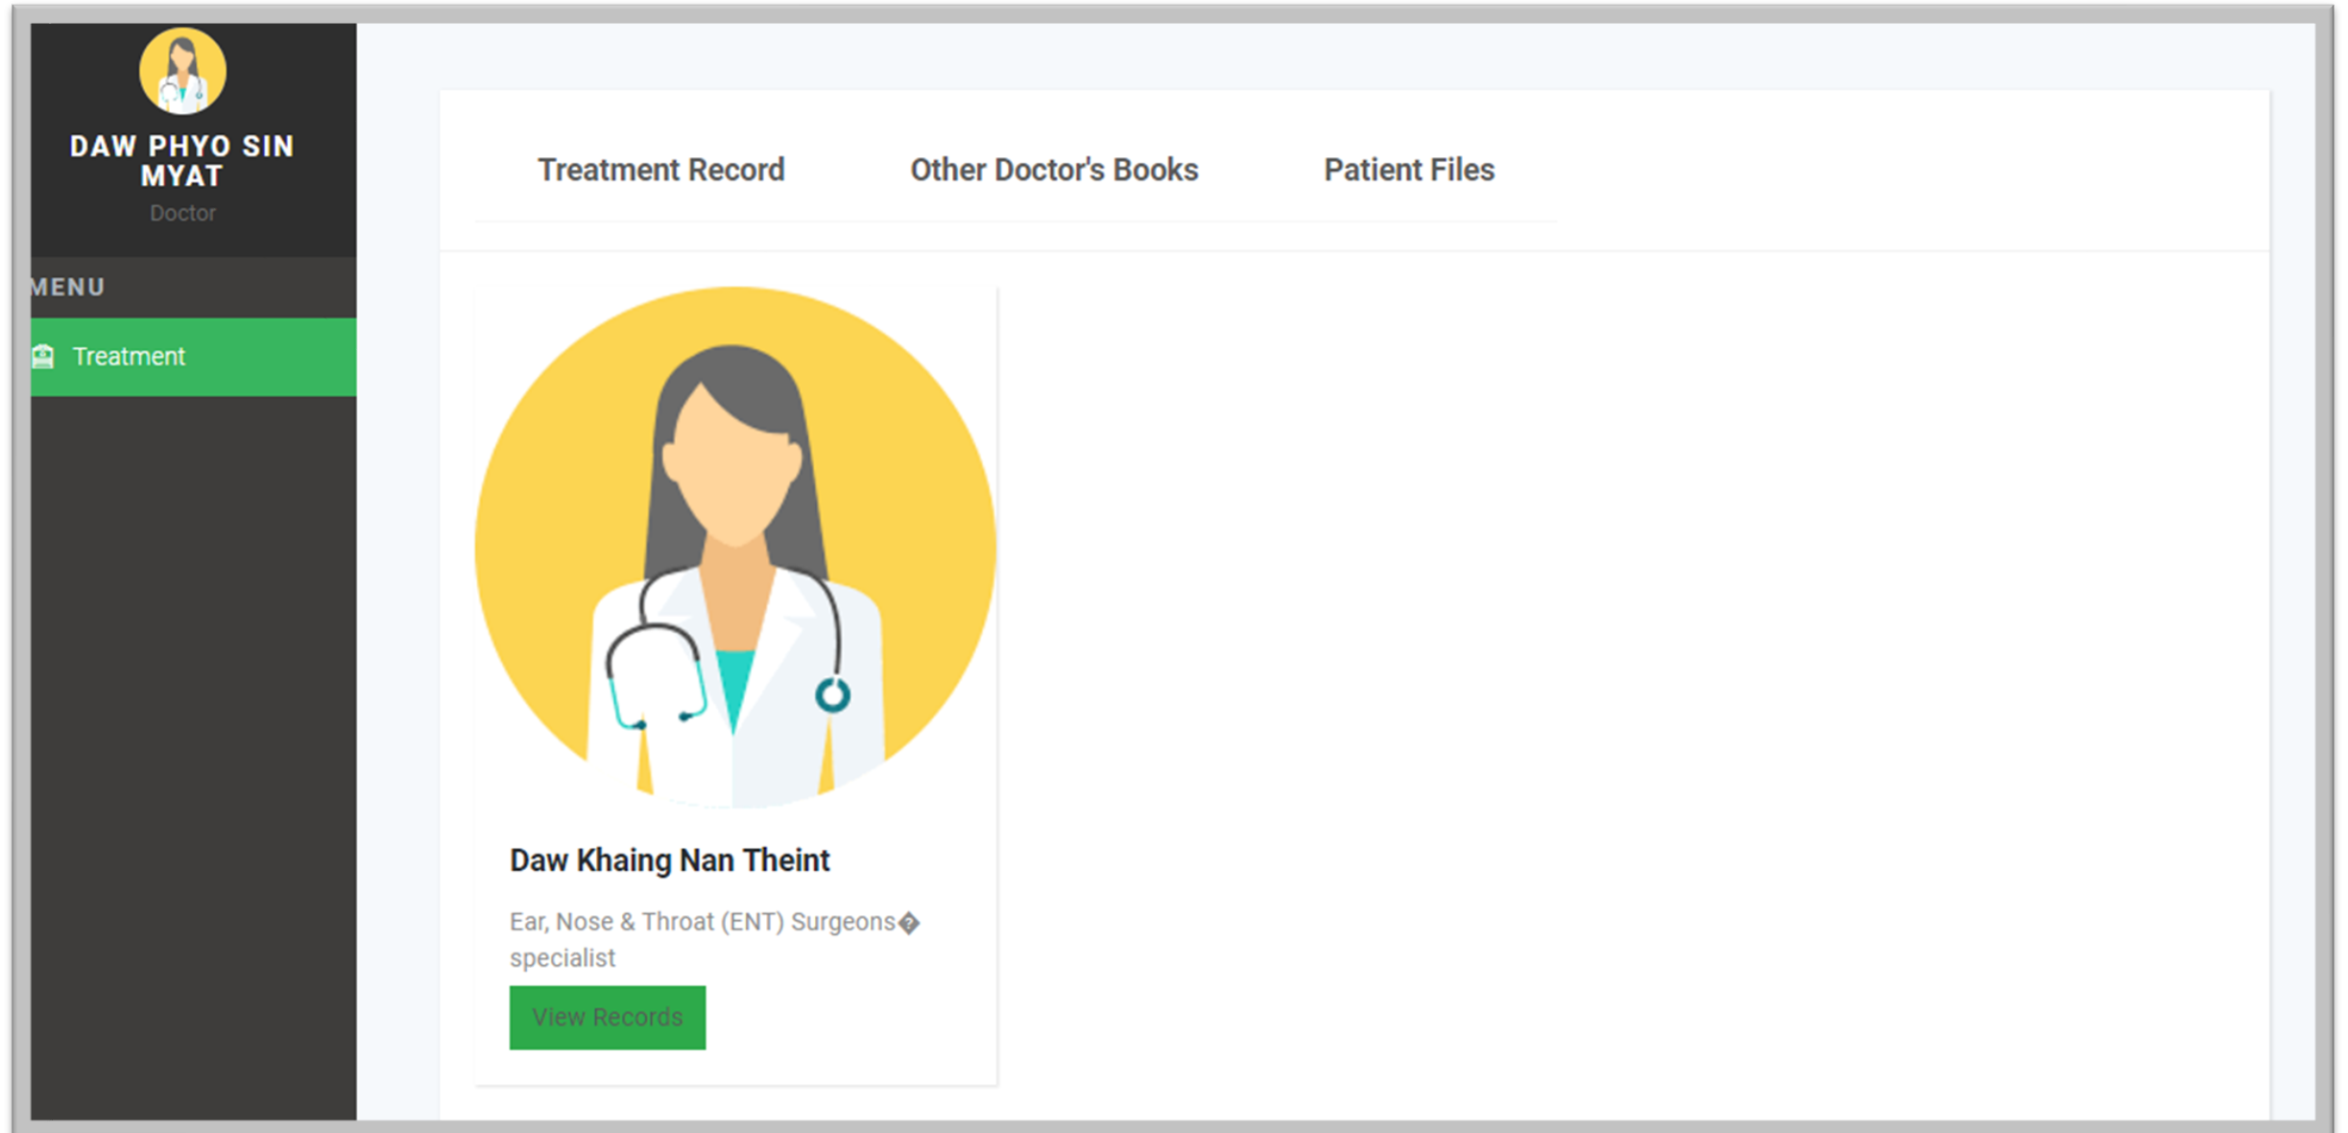 DAW PHYO SIN
MYAT
Doctor
MENU
Treatment
Treatment Record Other Doctor's Books Patient Files
Daw Khaing Nan Theint
Ear, Nose & Throat (ENT) Surgeons�
specialist
View Records